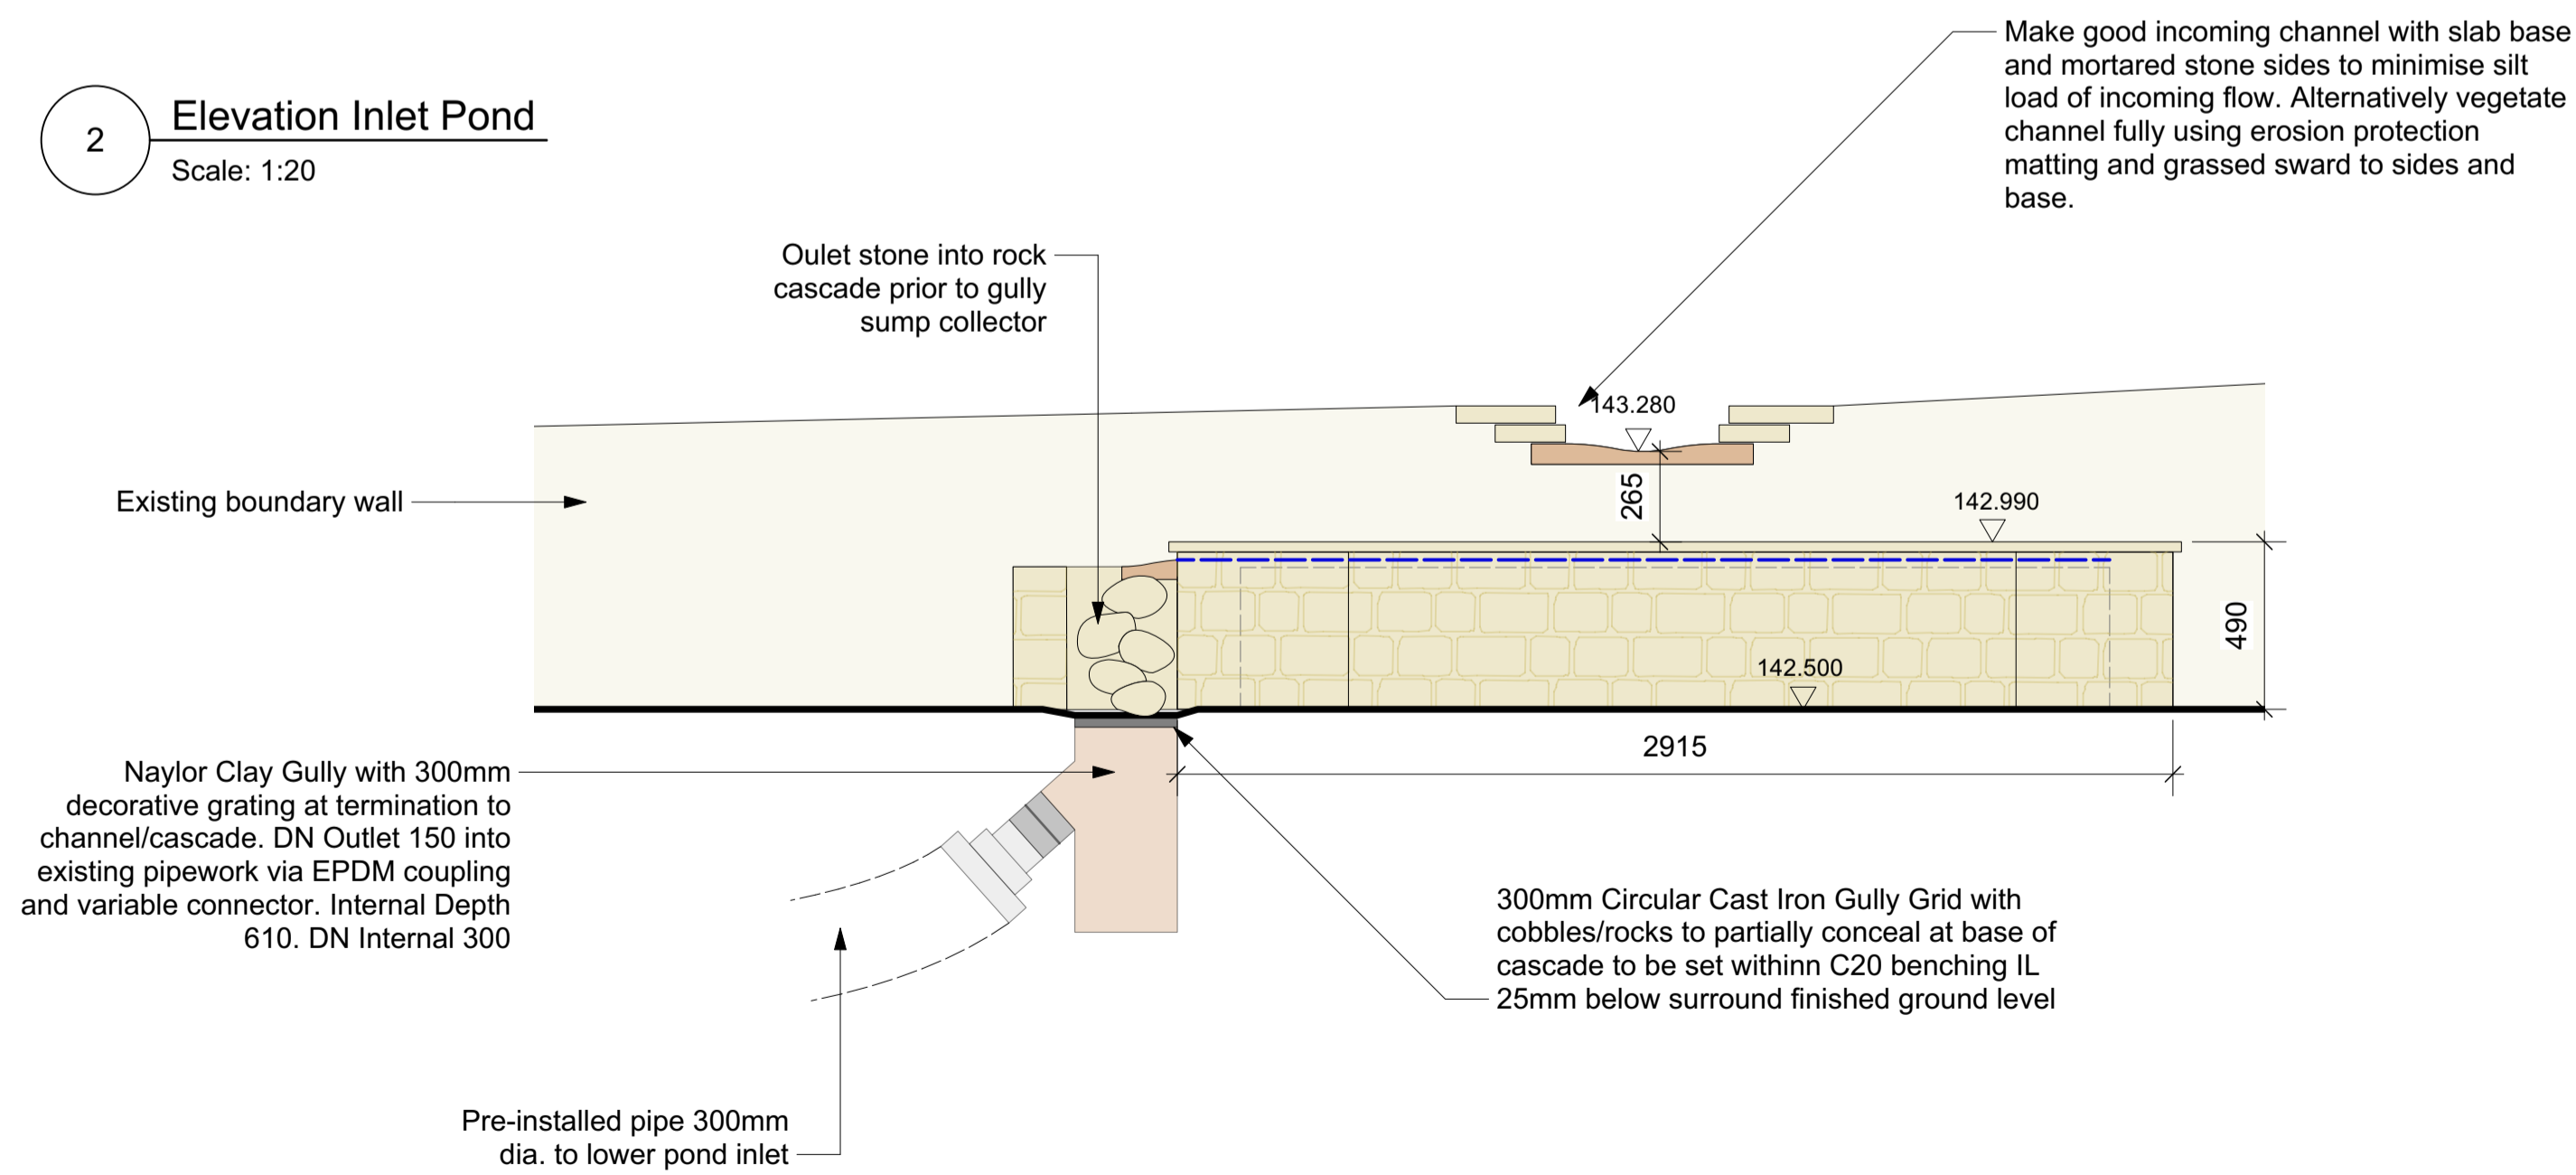 2
Elevation Inlet Pond
Scale: 1:20
Make good incoming channel with slab base
and mortared stone sides to minimise silt
load of incoming flow. Alternatively vegetate
channel fully using erosion protection
matting and grassed sward to sides and
base.
Oulet stone into rock
cascade prior to gully
sump collector
143.280
Existing boundary wall
265
142.990
490
142.500
2915
Naylor Clay Gully with 300mm
decorative grating at termination to
channel/cascade. DN Outlet 150 into
existing pipework via EPDM coupling
and variable connector. Internal Depth
610. DN Internal 300
300mm Circular Cast Iron Gully Grid with
cobbles/rocks to partially conceal at base of
cascade to be set withinn C20 benching IL
25mm below surround finished ground level
Pre-installed pipe 300mm
dia. to lower pond inlet